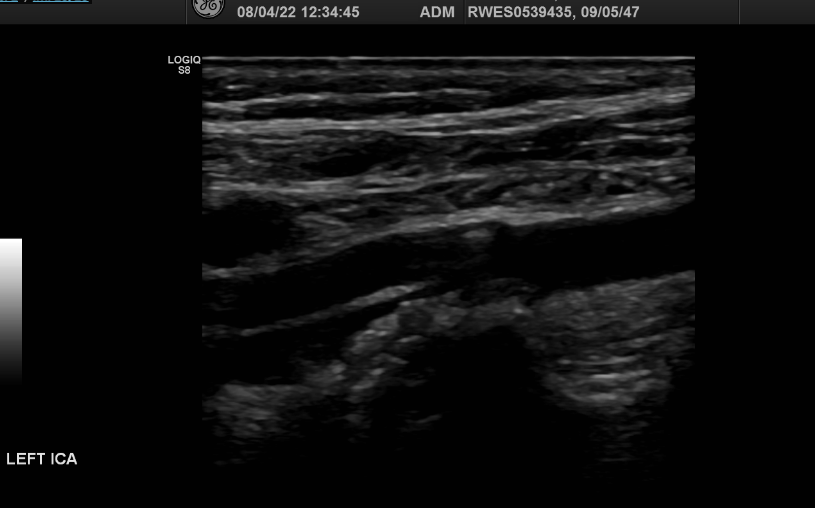 08/04/22 12:34:45 ADM RWES0539435, 09/05/47
LOGIQ
S8
LEFT ICA